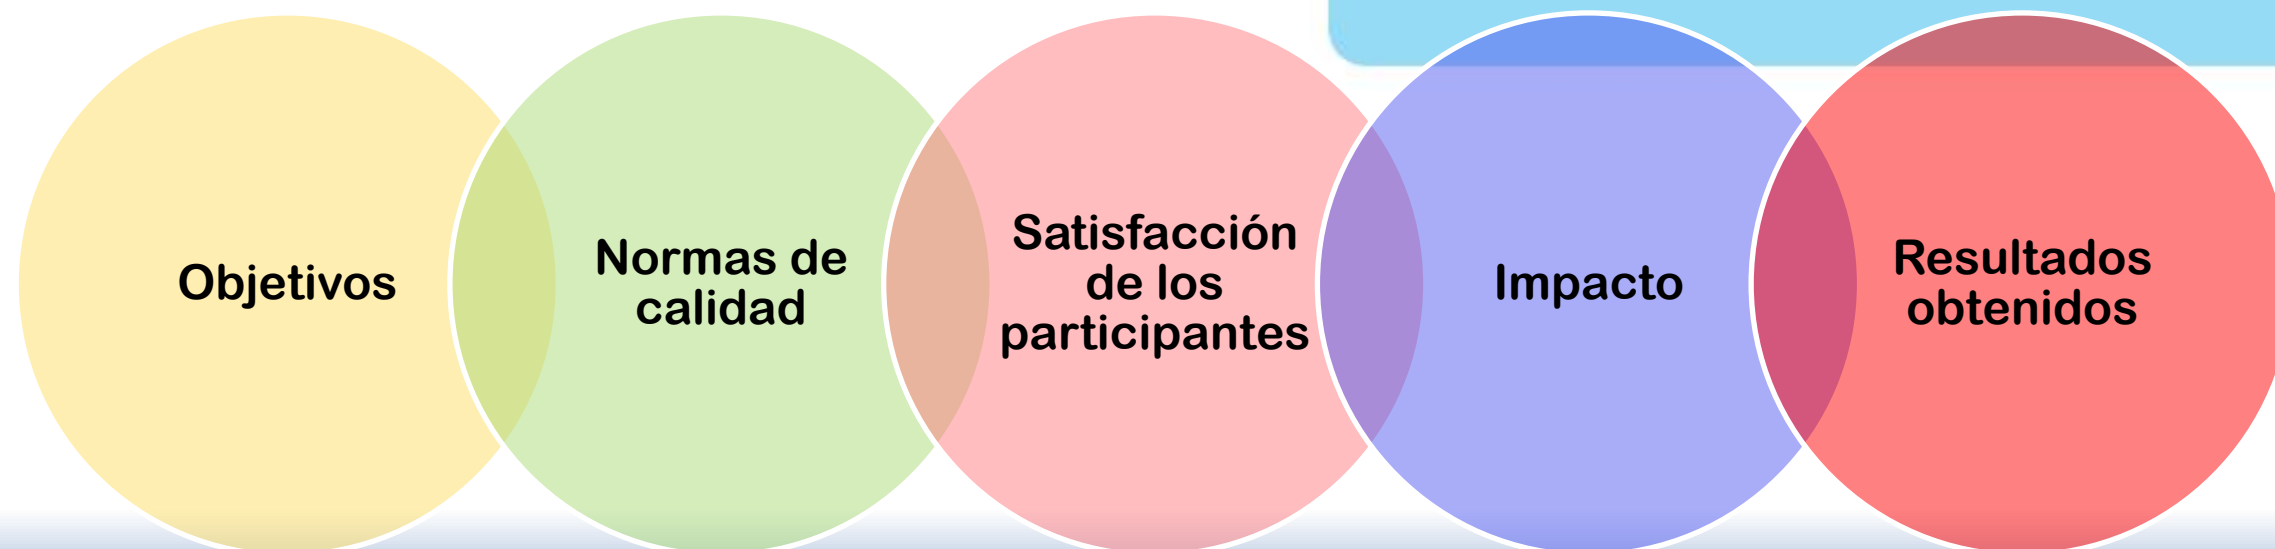 Objetivos
Normas de
calidad
Satisfacción
de los
participantes
Impacto
Resultados
obtenidos